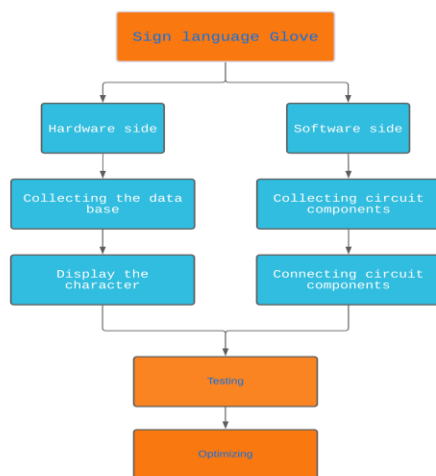 Sign language Glove
Hardware side
Software side
Collecting the data
base
Collecting circuit
components
Display the
character
Connecting circuit
components
Testing
Optimizing